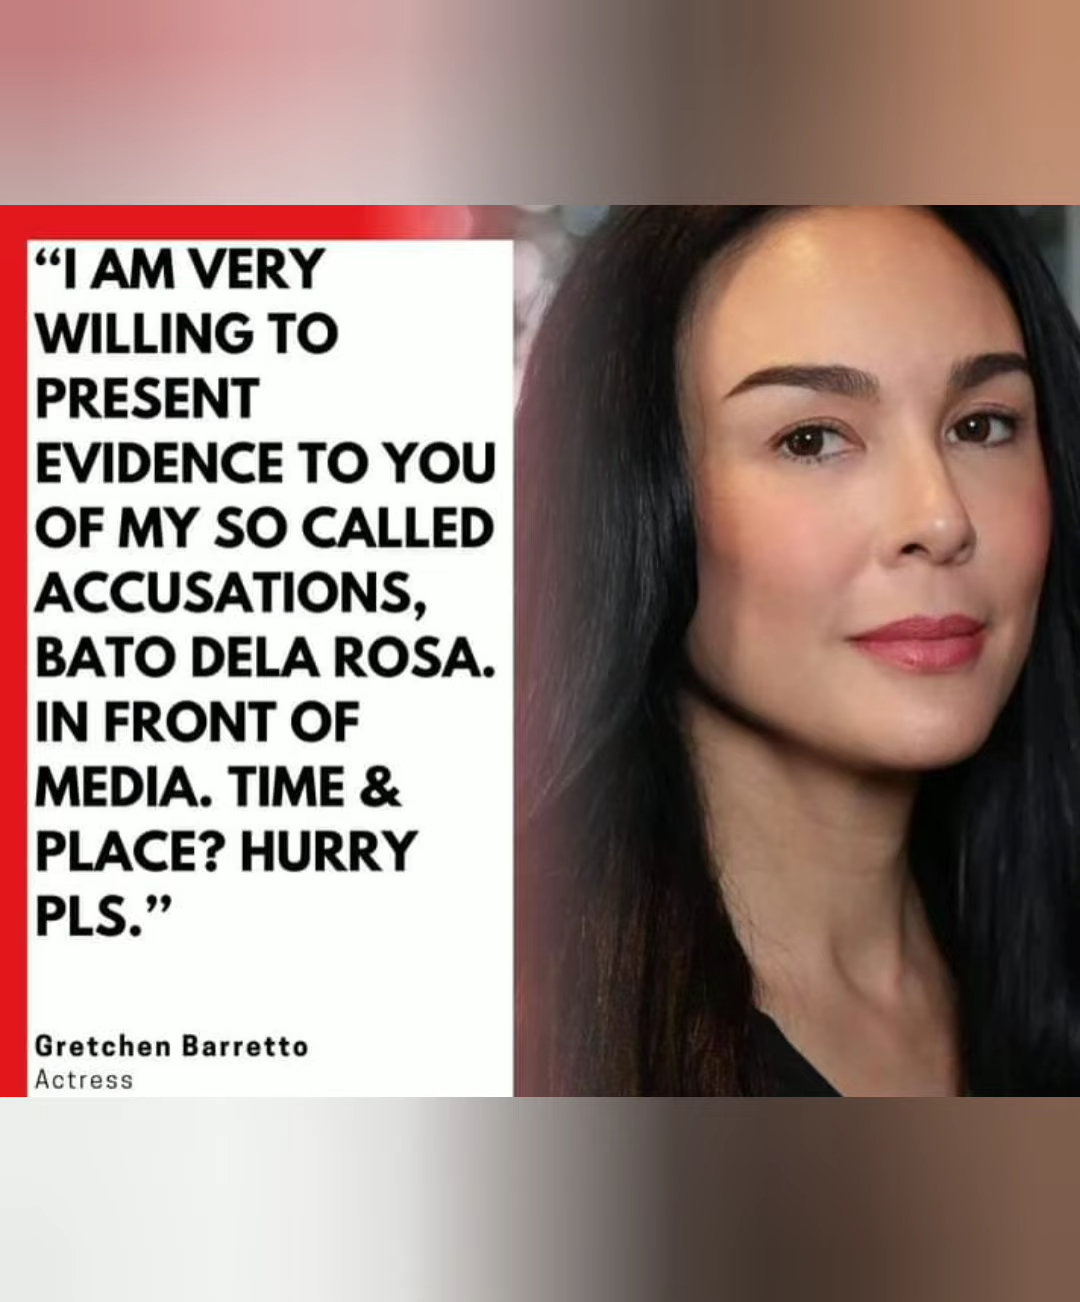 “I AM VERY
WILLING TO
PRESENT
EVIDENCE TO YOU
OF MY SO CALLED
ACCUSATIONS,
BATO DELA ROSA.
IN FRONT OF
MEDIA. TIME &
PLACE? HURRY
PLS.”
Gretchen Barretto
Actress